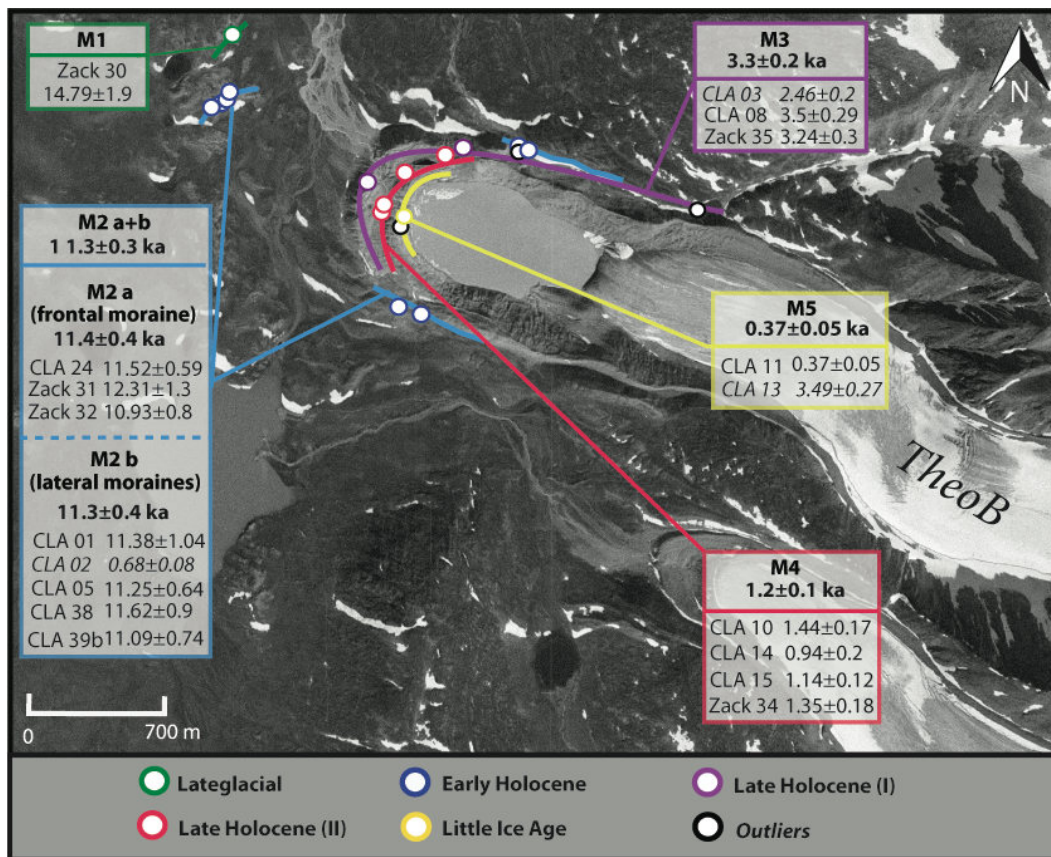 M1
Zack 30
14.79±1.9
M2 a+b
1 1.3±0.3 ka
M2 a
(frontal moraine)
11.4±0.4 ka
CLA 24 11.52±0.59
Zack 31 12.31±1.3
Zack 32 10.93±0.8
M2 b
(lateral moraines)
11.3±0.4 ka
CLA 01 11.38±1.04
CLA 02 0.68±0.08
CLA 05 11.25±0.64
CLA 38 11.62±0.9
CLA 39b 11.09±0.74
M3
3.3±0.2 ka
CLA 03 2.46±0.2
CLA 08 3.5±0.29
Zack 35 3.24±0.3
N
M5
0.37±0.05 ka
CLA 11 0.37±0.05
CLA 13 3.49±0.27
TheoB
M4
1.2±0.1 ka
CLA 10 1.44±0.17
CLA 14 0.94±0.2
CLA 15 1.14±0.12
Zack 34 1.35±0.18
0 700 m
Lateglacial
Early Holocene
Late Holocene (I)
Late Holocene (II)
Little Ice Age
Outliers